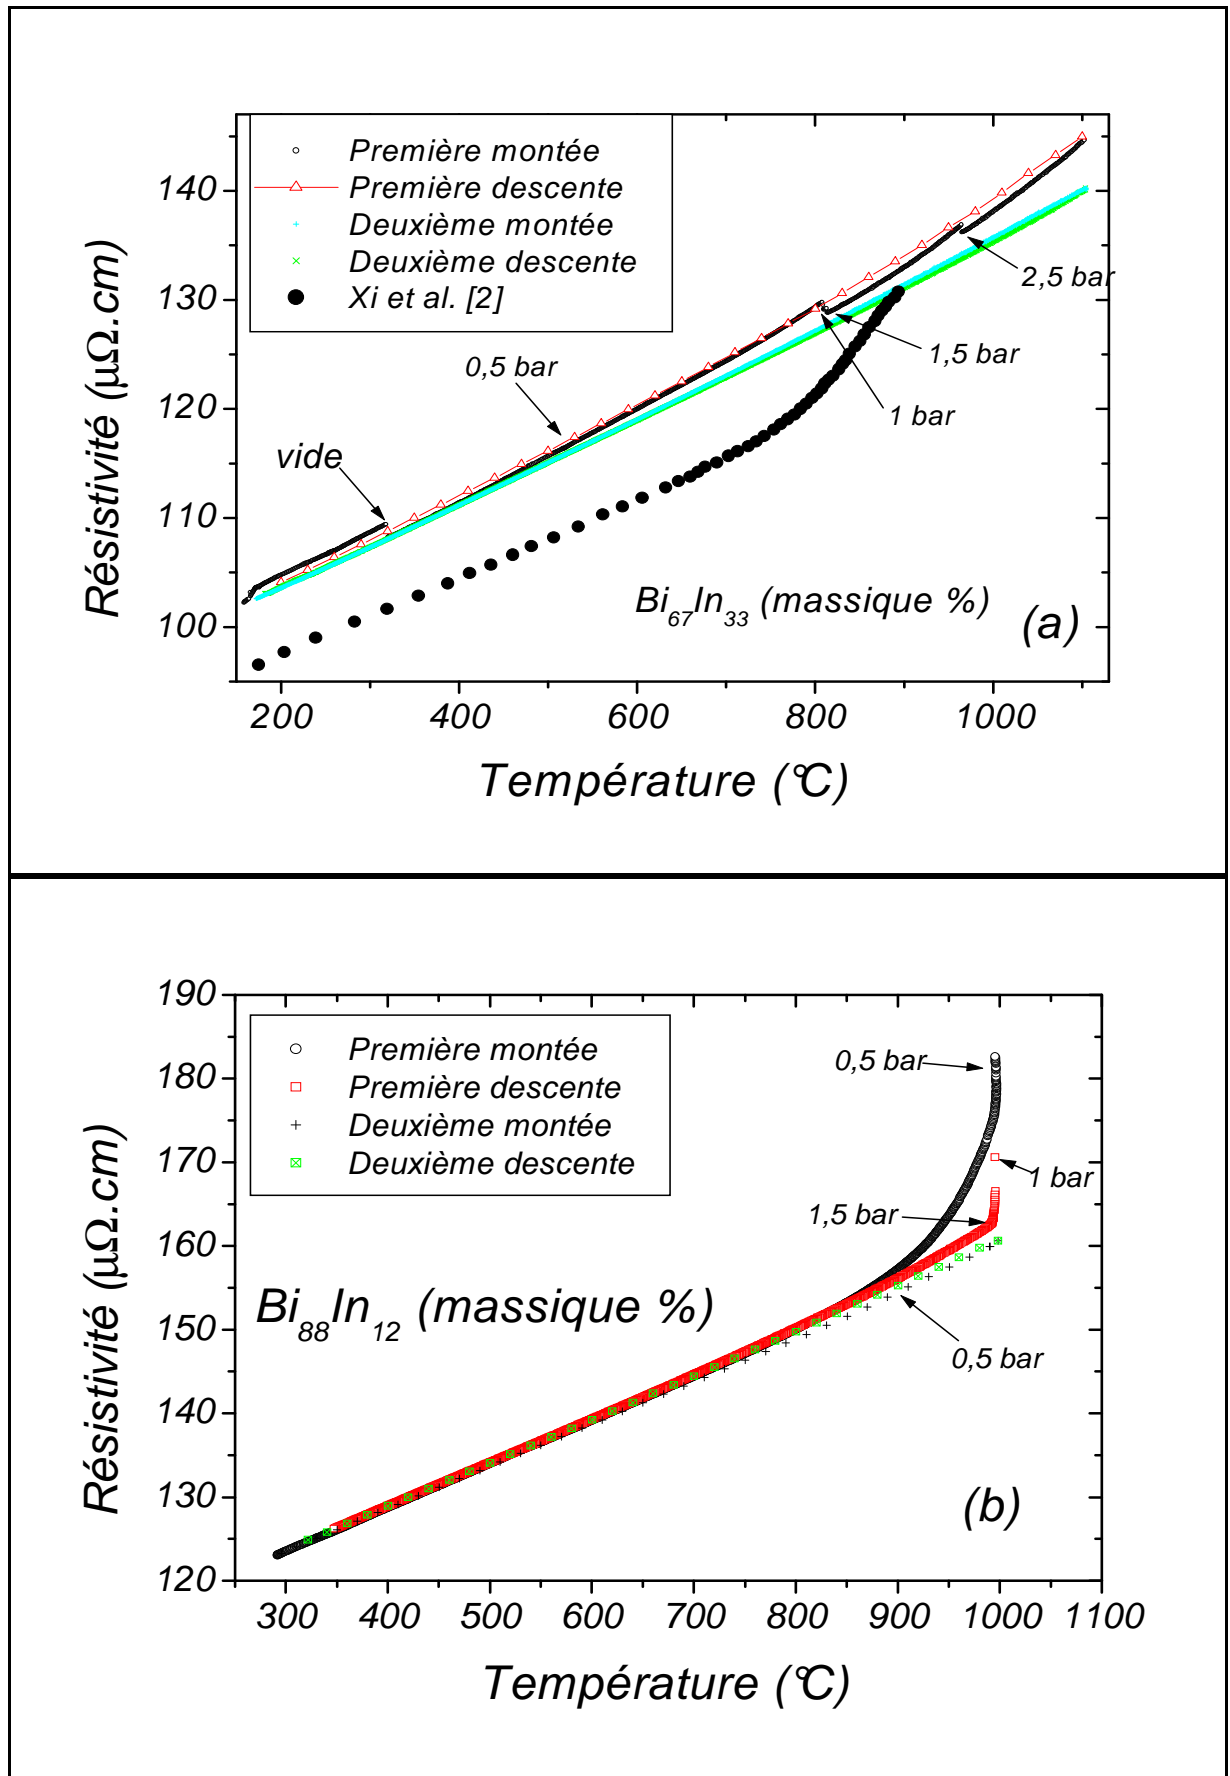 Première montée
Première descente
Deuxième montée
Deuxième descente
Xi et al. [2]
140
130
120
110
100
Résistivité (μΩ.cm)
2,5 bar
1,5 bar
1 bar
0,5 bar
vide
Bi67In33 (massique %)
(a)
200 400 600 800 1000
Température (°C)
190
180
170
160
150
140
130
120
Résistivité (μΩ.cm)
Première montée
Première descente
Deuxième montée
Deuxième descente
0,5 bar
1 bar
1,5 bar
0,5 bar
Bi88In12 (massique %)
(b)
300 400 500 600 700 800 900 1000 1100
Température (°C)